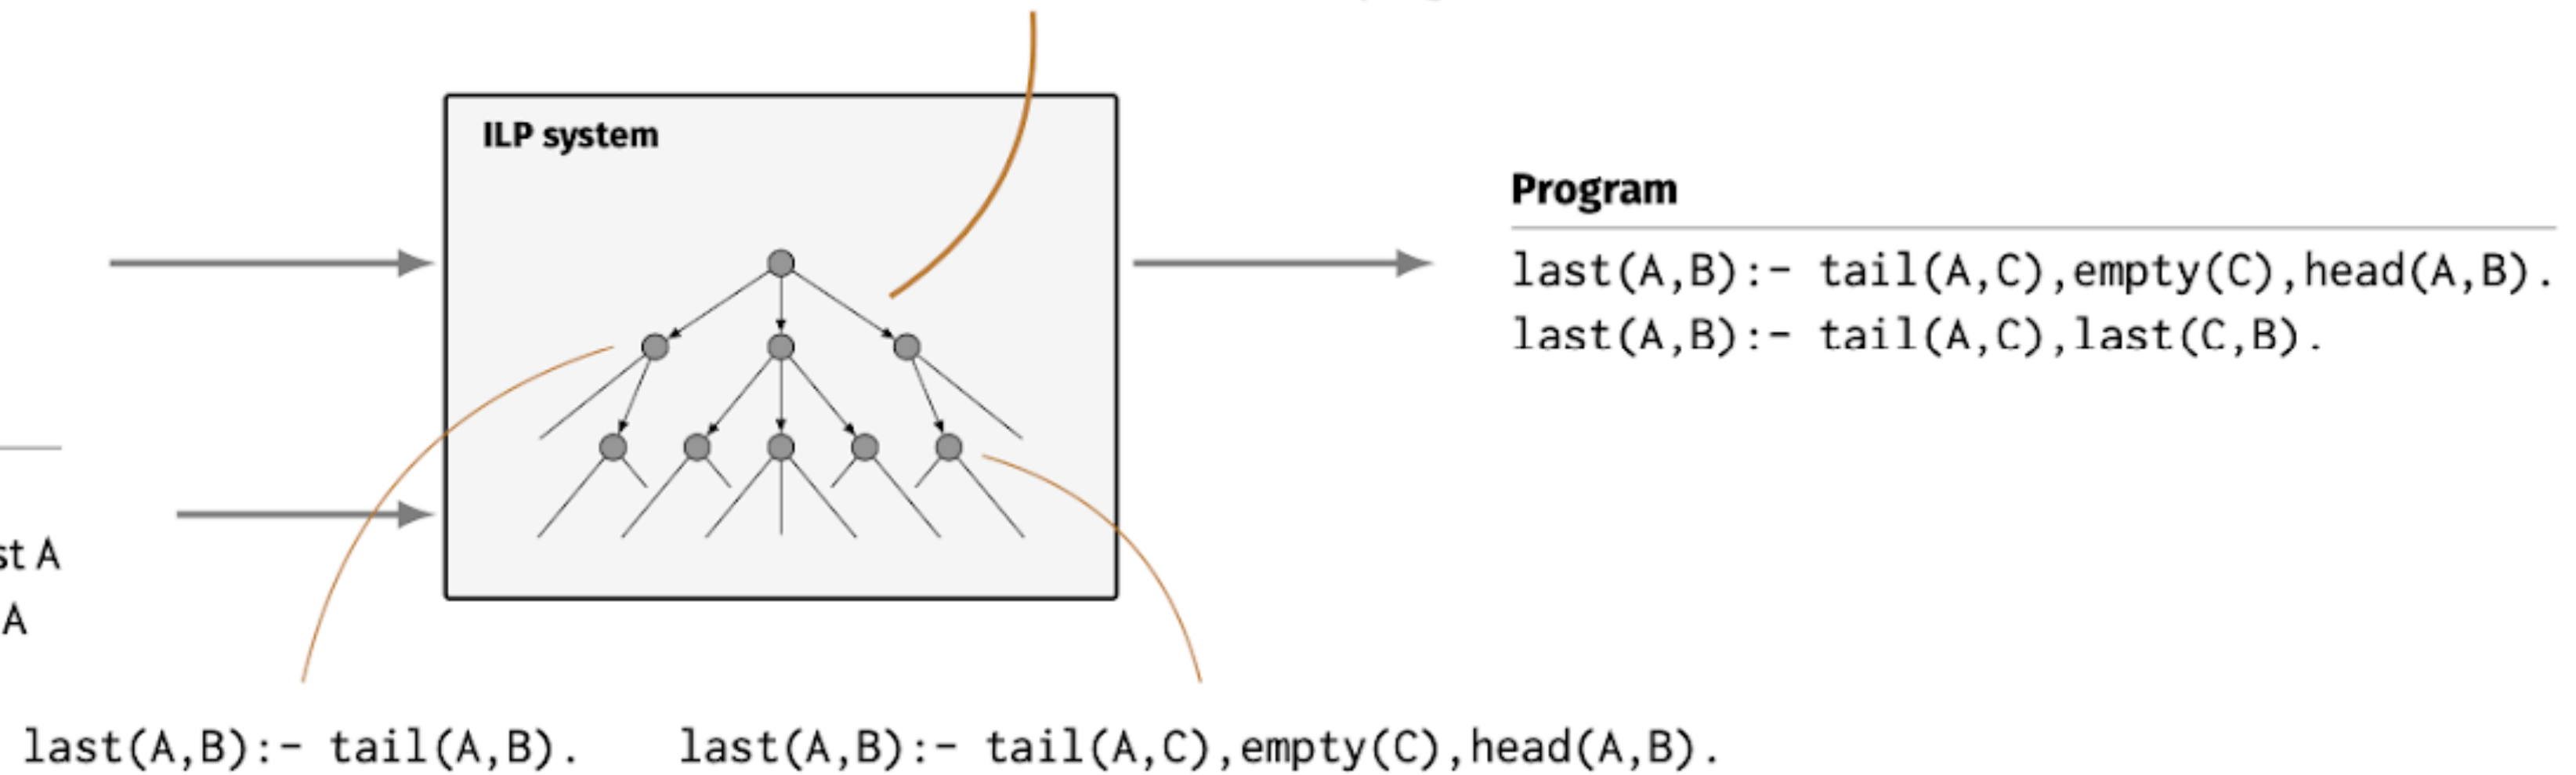 ILP system
Program
last(A,B):- tail(A,C),empty(C),head(A,B).
last(A,B):- tail(A,C),last(C,B).
A
A
last(A,B):- tail(A,B).
last(A,B):- tail(A,C),empty(C),head(A,B).